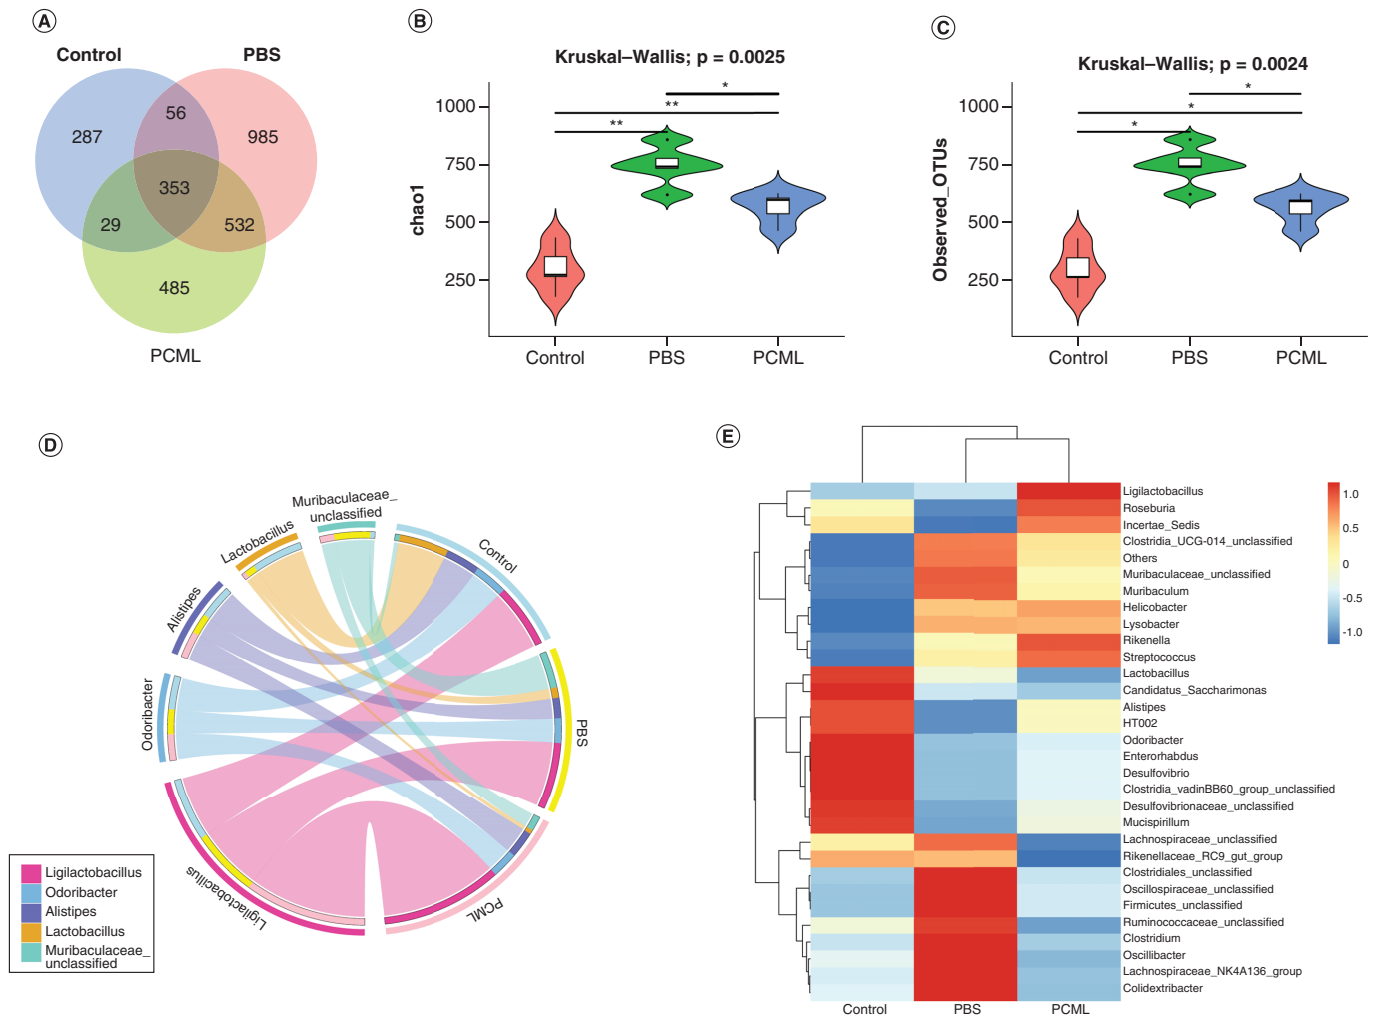 A
Control
PBS
56
287
985
353
29
532
485
PCML
B
Kruskal–Wallis; p = 0.0025
*
**
**
1000
750
500
250
chao1
Control
PBS
PCML
C
Kruskal–Wallis; p = 0.0024
*
*
*
1000
750
500
250
Observed_OTUs
Control
PBS
PCML
D
Muribaculaceae_
unclassified
Lactobacillus
Control
Alistipes
Odoribacter
PBS
Ligilactobacillus
PCML
Ligilactobacillus
Odoribacter
Alistipes
Lactobacillus
Muribaculaceae_
unclassified
E
Ligilactobacillus
Roseburia
Incertae_Sedis
Clostridia_UCG-014_unclassified
Others
Muribaculaceae_unclassified
Muribaculum
Helicobacter
Lysobacter
Rikenella
Streptococcus
Lactobacillus
Candidatus_Saccharimonas
Alistipes
HT002
Odoribacter
Enterorhabdus
Desulfovibrio
Clostridia_vadinBB60_group_unclassified
Desulfovibrionaceae_unclassified
Mucispirillum
Lachnospiraceae_unclassified
Rikenellaceae_RC9_gut_group
Clostridiales_unclassified
Oscillospiraceae_unclassified
Firmicutes_unclassified
Ruminococcaceae_unclassified
Clostridium
Oscillibacter
Lachnospiraceae_NK4A136_group
Colidextribacter
Control
PBS
PCML
1.0
0.5
0
-0.5
-1.0